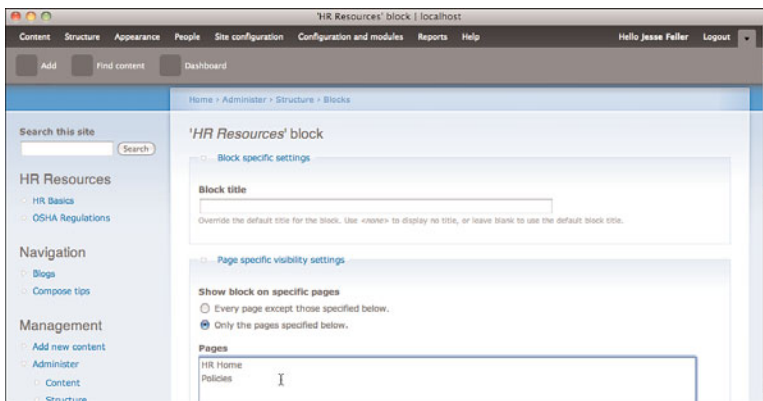 'HR Resources' block | localhost
Content Structure Appearance People Site configuration Configuration and modules Reports Help Hello Jesse Feller Logout
Add Find content Dashboard
Home › Administer › Structure › Blocks
Search this site
Search
HR Resources
HR Basics
OSHA Regulations
Navigation
Blogs
Compose tips
Management
Add new content
Administer
Content
Structure
'HR Resources' block
Block specific settings
Block title
Override the default title for the block. Use <none> to display no title, or leave blank to use the default block title.
Page specific visibility settings
Show block on specific pages
Every page except those specified below.
Only the pages specified below.
Pages
HR Home
Policies